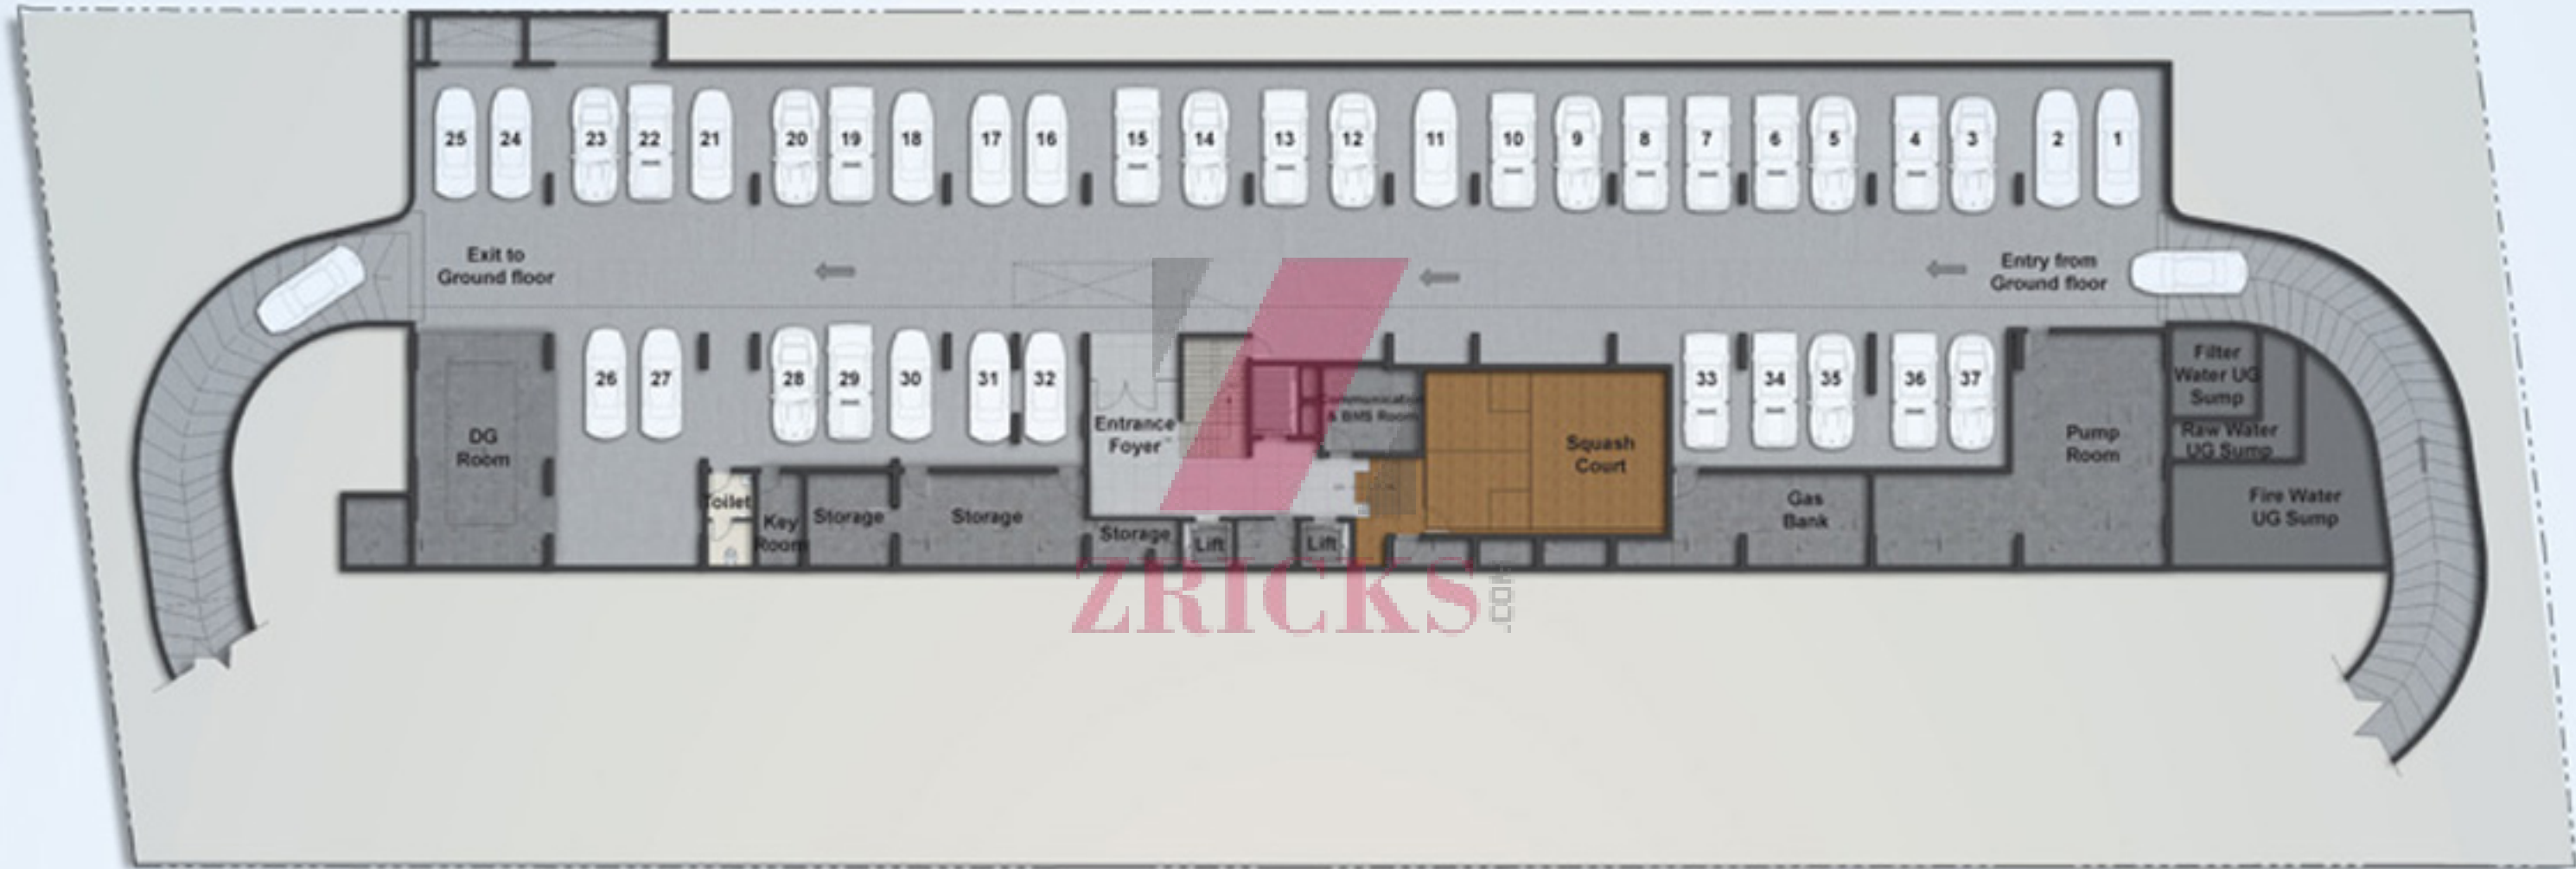 25 24 23 22 21 20 19 18 17 16 15 14 13 12 11 10 9 8 7 6 5 4 3 2 1
Exit to
Ground floor
Entry from
Ground floor
26 27 28 29 30 31 32
33 34 35 36 37
DG
Room
Toilet
Key
Room
Storage
Storage
Entrance
Foyer
Storage
Lift
Lift
Communication
& BMS Room
Squash
Court
Gas
Bank
Pump
Room
Filter
Water UG
Sump
Raw Water
UG Sump
Fire Water
UG Sump
ZRICKS
.COM